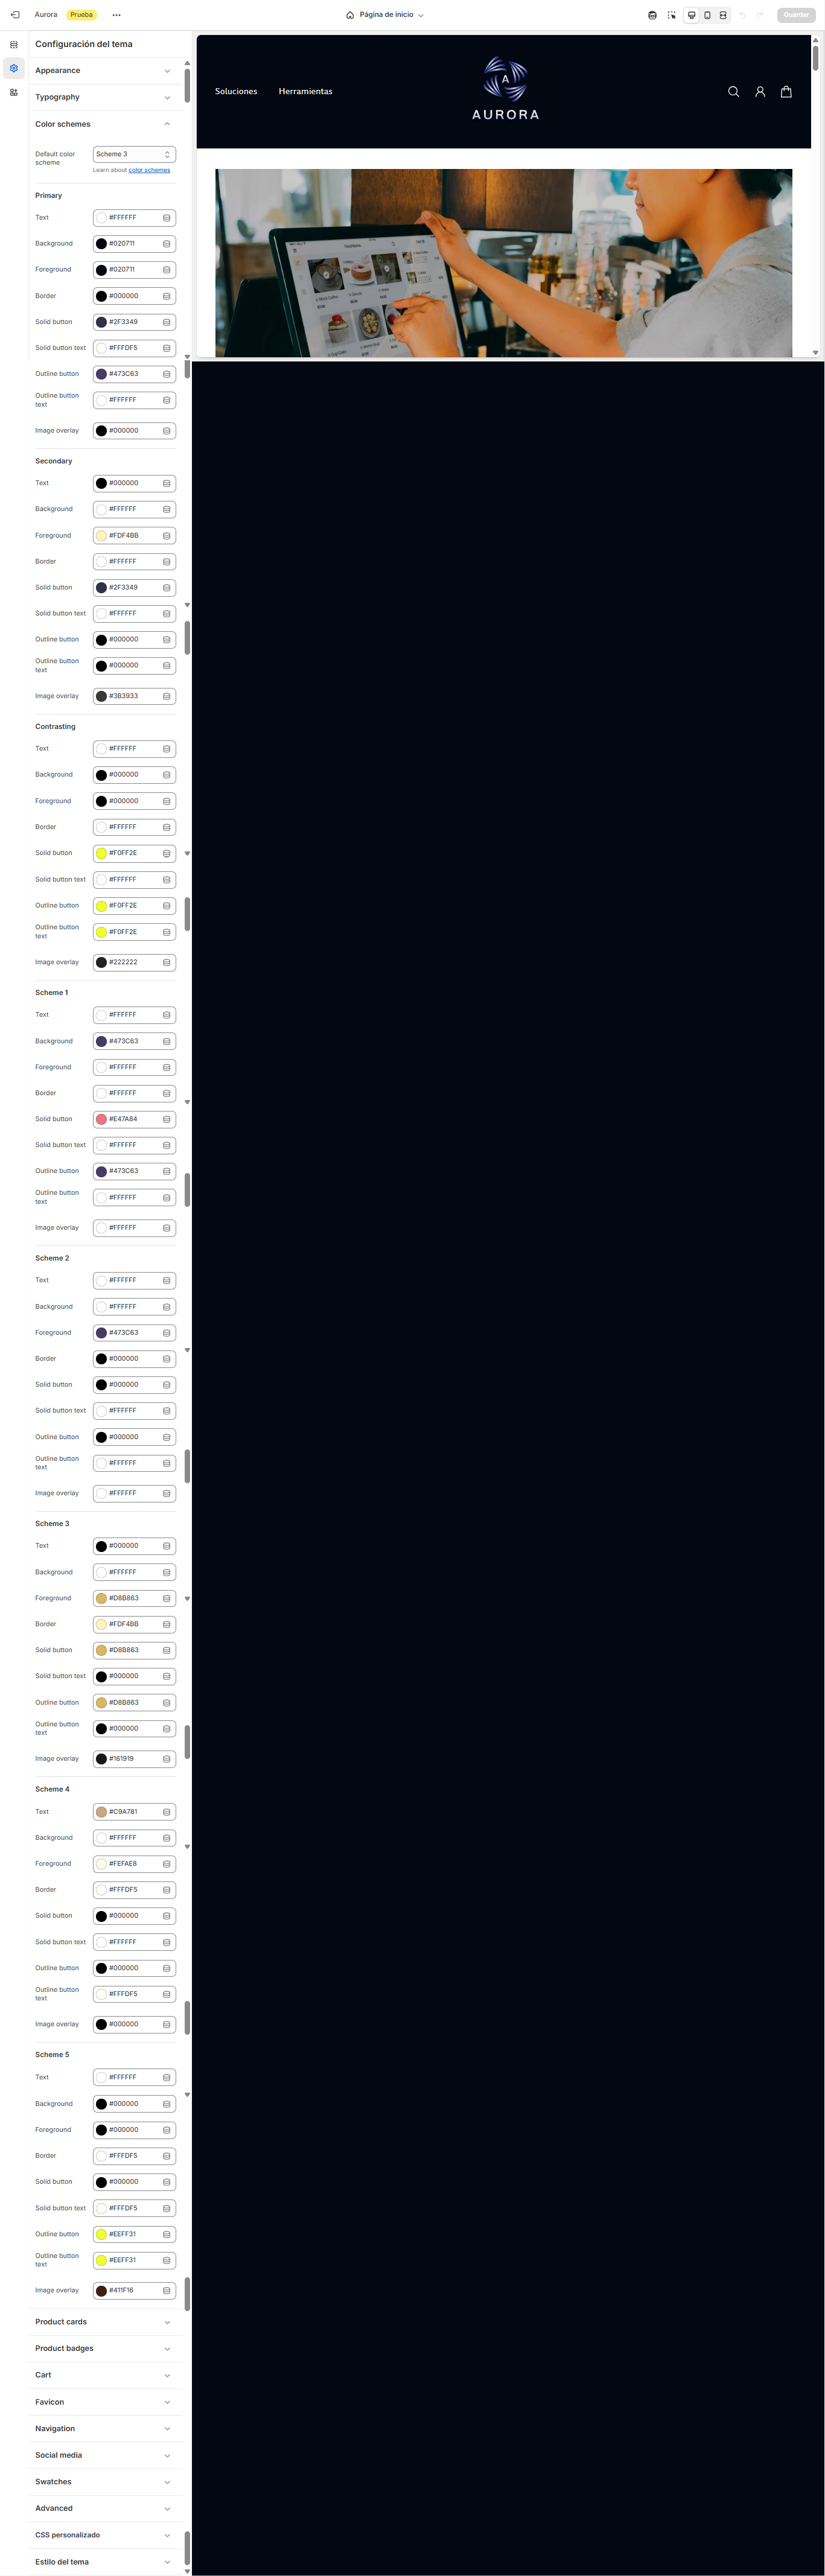 Aurora
Prueba
Página de inicio
Guardar
Configuración del tema
Appearance
Typography
Color schemes
Default color
scheme
Scheme 3
Learn about color schemes
Primary
Text #FFFFFF
Background #020711
Foreground #020711
Border #000000
Solid button #2F3349
Solid button text #FFFDF5
Outline button #473C63
Outline button
text
#FFFFFF
Image overlay #000000
Secondary
Text #000000
Background #FFFFFF
Foreground #FDF4BB
Border #FFFFFF
Solid button #2F3349
Solid button text #FFFFFF
Outline button #000000
Outline button
text
#000000
Image overlay #3B3933
Contrasting
Text #FFFFFF
Background #000000
Foreground #000000
Border #FFFFFF
Solid button #F0FF2E
Solid button text #FFFFFF
Outline button #F0FF2E
Outline button
text
#F0FF2E
Image overlay #222222
Scheme 1
Text #FFFFFF
Background #473C63
Foreground #FFFFFF
Border #FFFFFF
Solid button #E47A84
Solid button text #FFFFFF
Outline button #473C63
Outline button
text
#FFFFFF
Image overlay #FFFFFF
Scheme 2
Text #FFFFFF
Background #FFFFFF
Foreground #473C63
Border #000000
Solid button #000000
Solid button text #FFFFFF
Outline button #000000
Outline button
text
#FFFFFF
Image overlay #FFFFFF
Scheme 3
Text #000000
Background #FFFFFF
Foreground #D8B863
Border #FDF4BB
Solid button #D8B863
Solid button text #000000
Outline button #D8B863
Outline button
text
#000000
Image overlay #161919
Scheme 4
Text #C9A781
Background #FFFFFF
Foreground #FEFAE8
Border #FFFDF5
Solid button #000000
Solid button text #FFFFFF
Outline button #000000
Outline button
text
#FFFDF5
Image overlay #000000
Scheme 5
Text #FFFFFF
Background #000000
Foreground #000000
Border #FFFDF5
Solid button #000000
Solid button text #FFFDF5
Outline button #EEFF31
Outline button
text
#EEFF31
Image overlay #411F16
Product cards
Product badges
Cart
Favicon
Navigation
Social media
Swatches
Advanced
CSS personalizado
Estilo del tema
Soluciones
Herramientas
A
AURORA